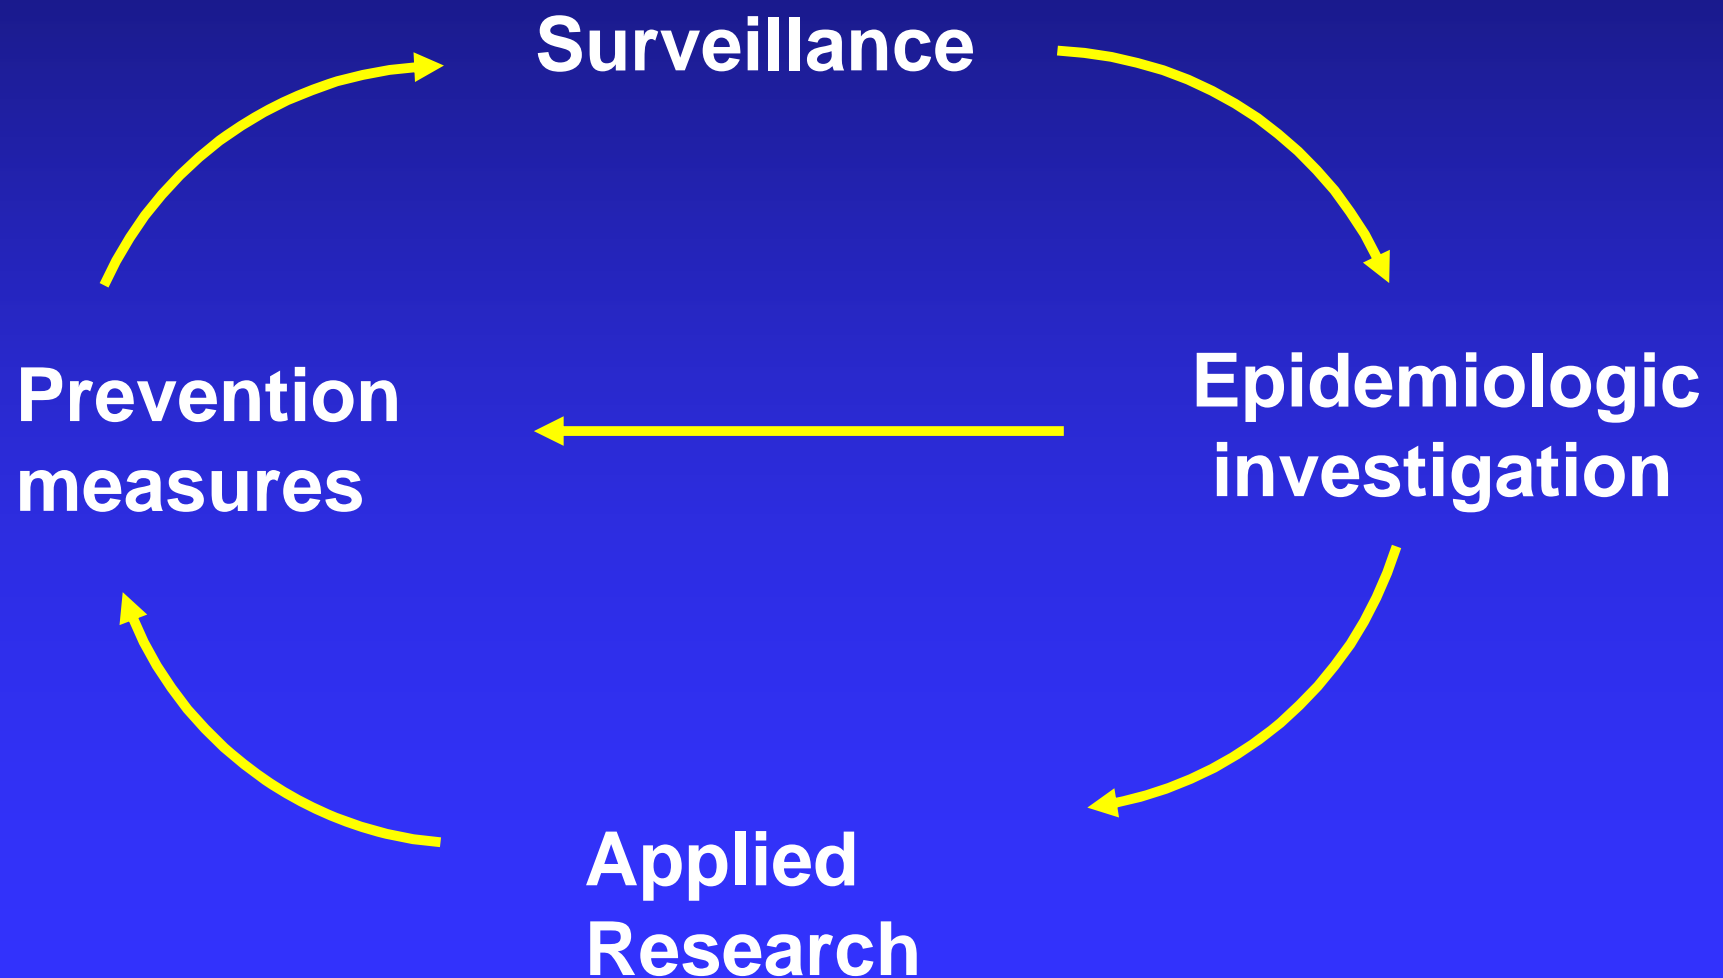 Surveillance
Epidemiologic
investigation
Prevention
measures
Applied
Research